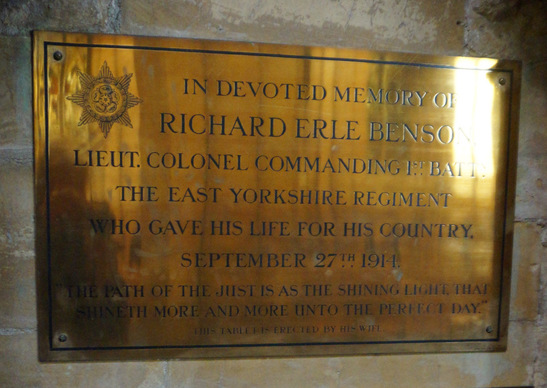 IN DEVOTED MEMORY OF
RICHARD ERLE BENSON
LIEUT. COLONEL COMMANDING 1ST BATTN.
THE EAST YORKSHIRE REGIMENT
WHO GAVE HIS LIFE FOR HIS COUNTRY,
SEPTEMBER 27TH 1914.
"THE PATH OF THE JUST IS AS THE SHINING LIGHT THAT
SHINETH MORE AND MORE UNTO THE PERFECT DAY."
THIS TABLET IS ERECTED BY HIS WIFE